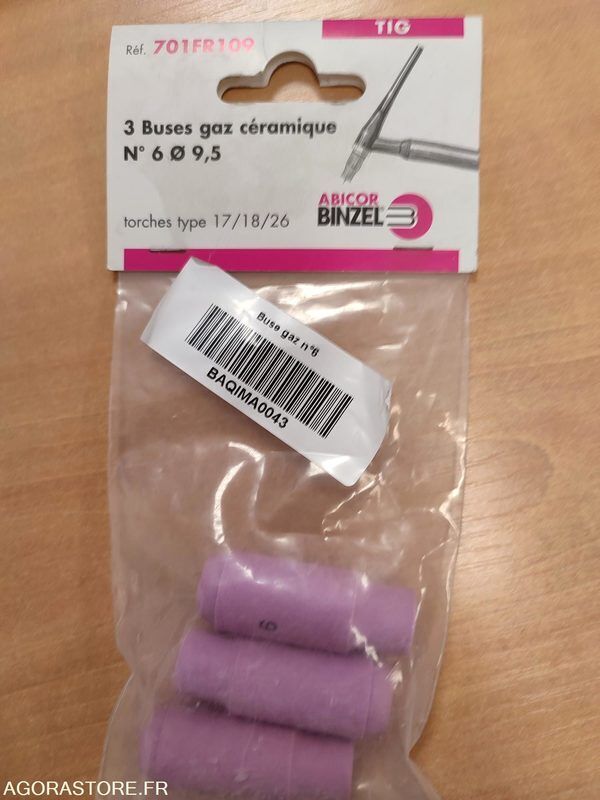 TIG
Réf. 701FR109
3 Buses gaz céramique
N° 6 Ø 9,5
ABICOR
BINZEL
torches type 17/18/26
Buse gaz n°6
BAQIMA0043
6
AGORASTORE.FR